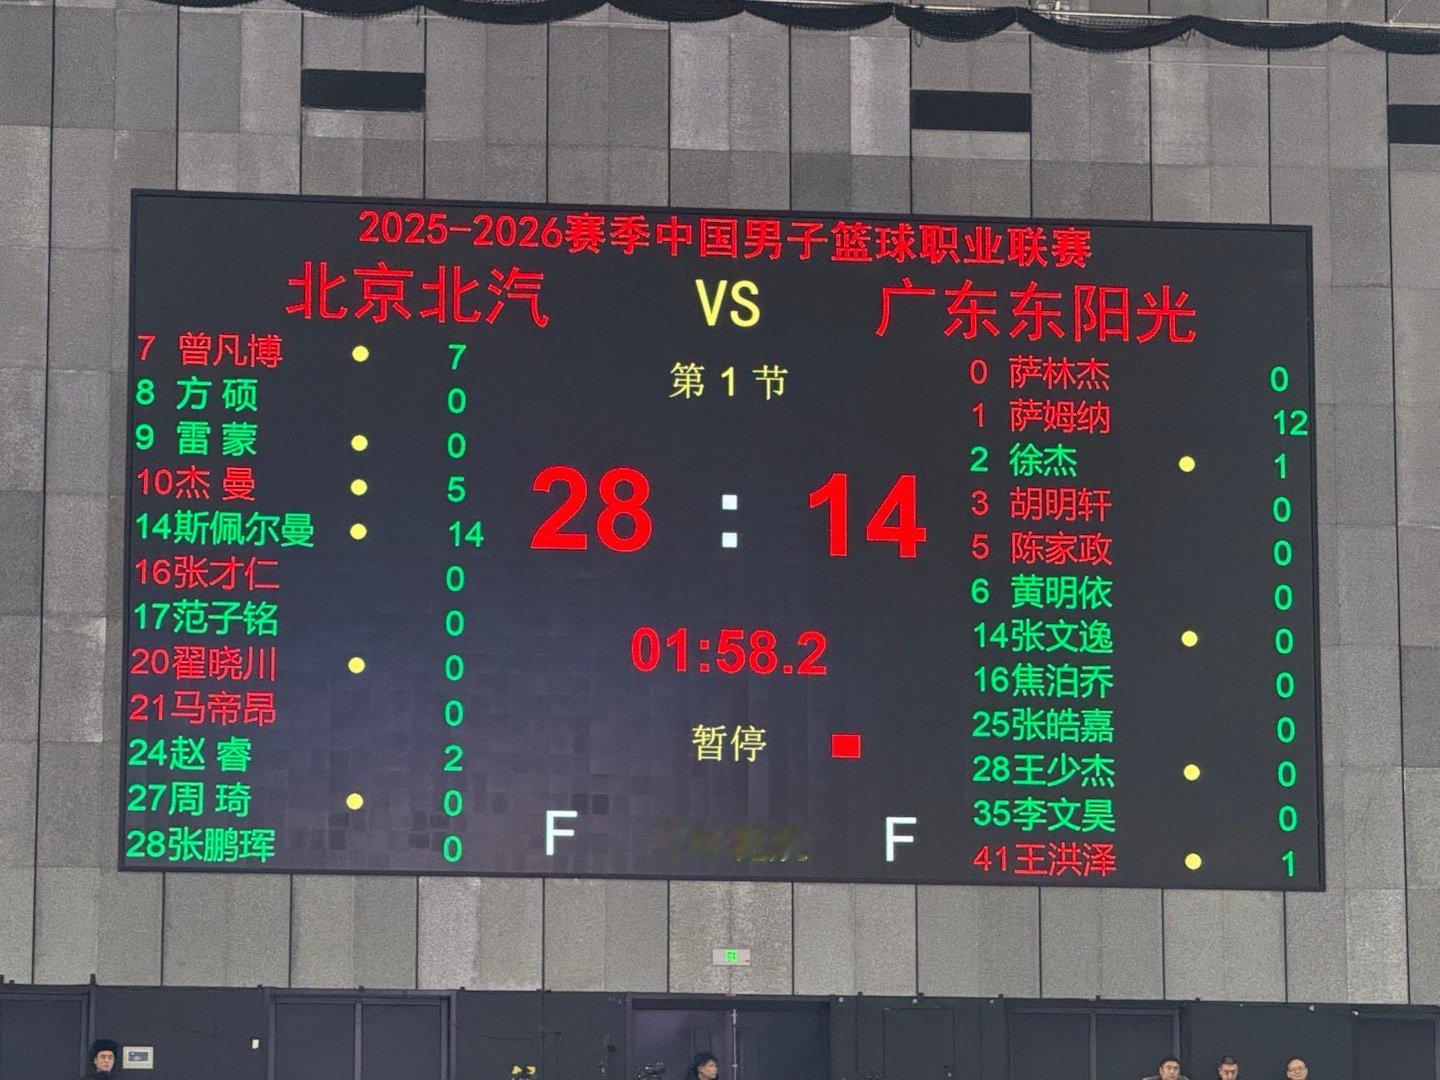 2025-2026赛季中国男子篮球职业联赛
北京北汽 VS 广东东阳光
第 1 节
7 曾凡博 7
8 方硕 0
9 雷蒙 0
10杰曼 5
14斯佩尔曼 14
16张才仁 0
17范子铭 0
20翟晓川 0
21马帝昂 0
24赵睿 2
27周琦 0
28张鹏珲 0
28 : 14
01:58.2
暂停
F F
0 萨林杰 0
1 萨姆纳 12
2 徐杰 1
3 胡明轩 0
5 陈家政 0
6 黄明依 0
14张文逸 0
16焦泊乔 0
25张皓嘉 0
28王少杰 0
35李文昊 0
41王洪泽 1